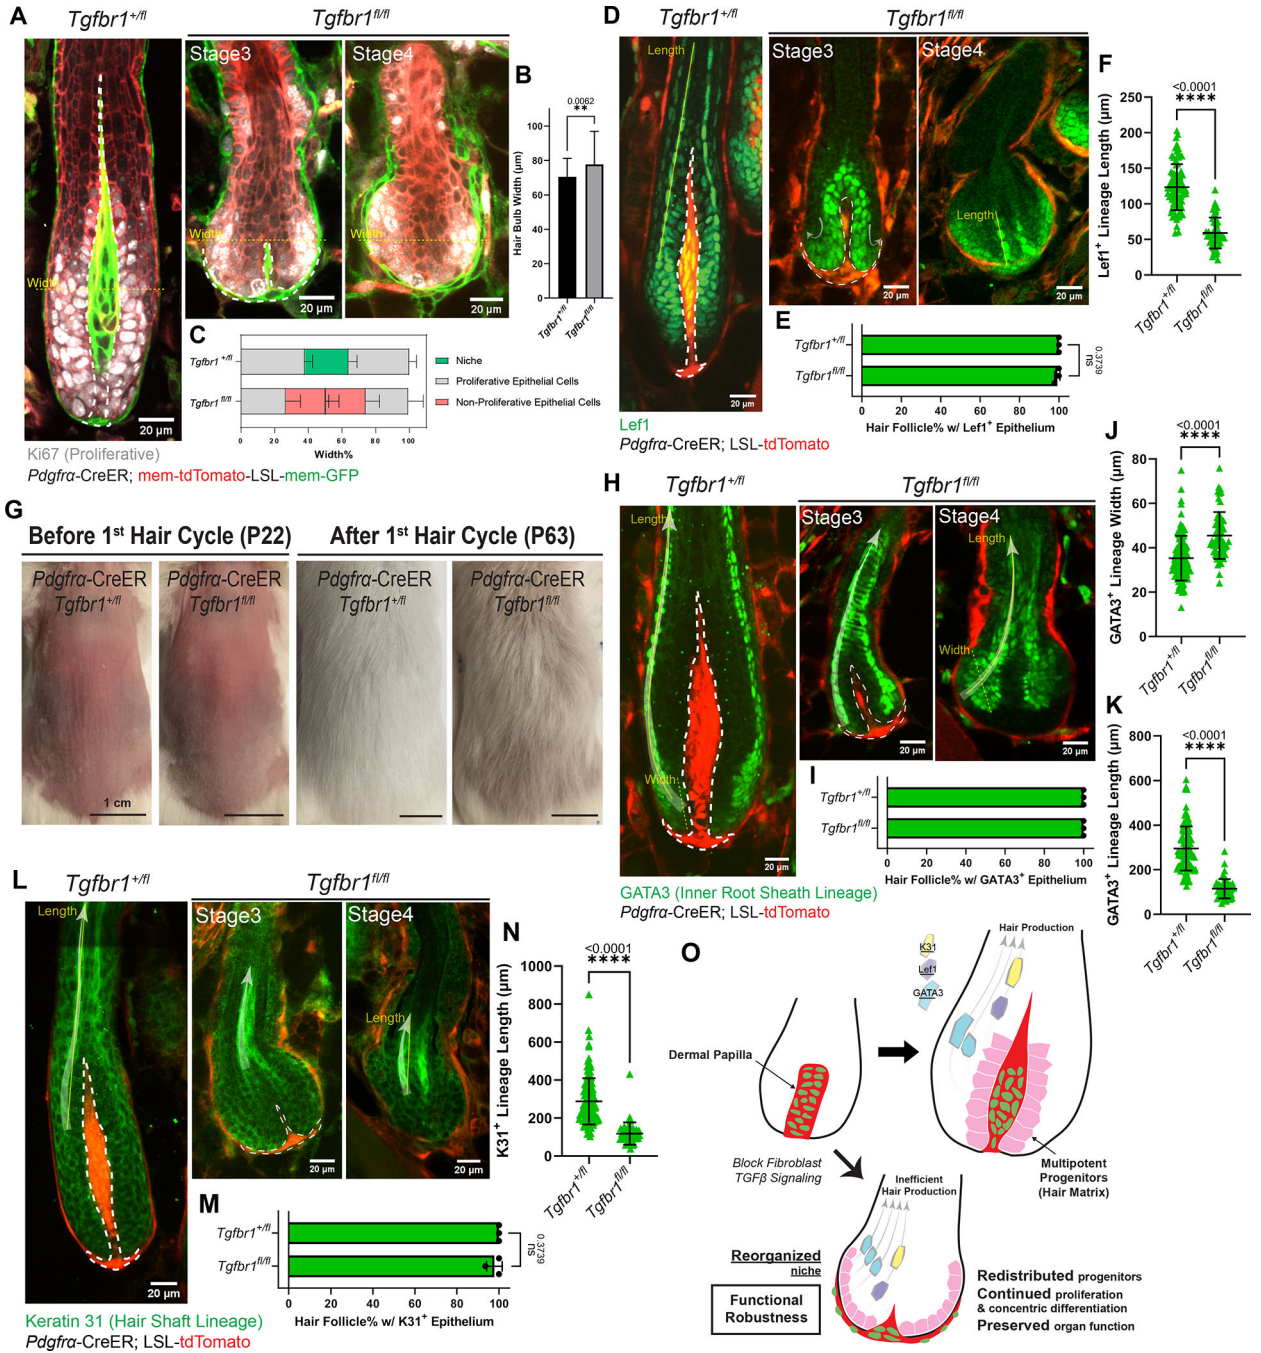 A
Tgfbr1+/fl
Tgfbr1fl/fl
Stage3
Stage4
Width
Width
Width
20 µm
20 µm
20 µm
Ki67 (Proliferative)
Pdgfrα-CreER; mem-tdTomato-LSL-mem-GFP
B
0.0062
**
Hair Bulb Width (µm)
100
80
60
40
20
0
Tgfbr1+/fl
Tgfbr1fl/fl
C
Tgfbr1+/fl
Tgfbr1fl/fl
0 20 40 60 80 100
Width%
Niche
Proliferative Epithelial Cells
Non-Proliferative Epithelial Cells
D
Tgfbr1+/fl
Tgfbr1fl/fl
Length
Stage3
Stage4
Length
20 µm
20 µm
20 µm
Lef1
Pdgfrα-CreER; LSL-tdTomato
E
Tgfbr1+/fl
Tgfbr1fl/fl
0.3739
ns
0 20 40 60 80 100
Hair Follicle% w/ Lef1+ Epithelium
F
<0.0001
****
Lef1+ Lineage Length (µm)
250
200
150
100
50
0
Tgfbr1+/fl
Tgfbr1fl/fl
G
Before 1st Hair Cycle (P22)
After 1st Hair Cycle (P63)
Pdgfrα-CreER
Tgfbr1+/fl
Pdgfrα-CreER
Tgfbr1fl/fl
Pdgfrα-CreER
Tgfbr1+/fl
Pdgfrα-CreER
Tgfbr1fl/fl
1 cm
H
Tgfbr1+/fl
Tgfbr1fl/fl
Length
Width
Stage3
Stage4
Length
Width
20 µm
20 µm
20 µm
GATA3 (Inner Root Sheath Lineage)
Pdgfrα-CreER; LSL-tdTomato
I
Tgfbr1+/fl
Tgfbr1fl/fl
0 20 40 60 80 100
Hair Follicle% w/ GATA3+ Epithelium
J
<0.0001
****
GATA3+ Lineage Width (µm)
80
60
40
20
0
Tgfbr1+/fl
Tgfbr1fl/fl
K
<0.0001
****
GATA3+ Lineage Length (µm)
800
600
400
200
0
Tgfbr1+/fl
Tgfbr1fl/fl
L
Tgfbr1+/fl
Tgfbr1fl/fl
Length
Stage3
Stage4
Length
20 µm
20 µm
20 µm
Keratin 31 (Hair Shaft Lineage)
Pdgfrα-CreER; LSL-tdTomato
M
Tgfbr1+/fl
Tgfbr1fl/fl
0.3739
ns
0 20 40 60 80 100
Hair Follicle% w/ K31+ Epithelium
N
<0.0001
****
K31+ Lineage Length (µm)
1000
800
600
400
200
0
Tgfbr1+/fl
Tgfbr1fl/fl
O
K31
Lef1
GATA3
Hair Production
Dermal Papilla
Multipotent
Progenitors
(Hair Matrix)
Block Fibroblast
TGFβ Signaling
Inefficient
Hair Production
Reorganized
niche
Functional
Robustness
Redistributed progenitors
Continued proliferation
& concentric differentiation
Preserved organ function